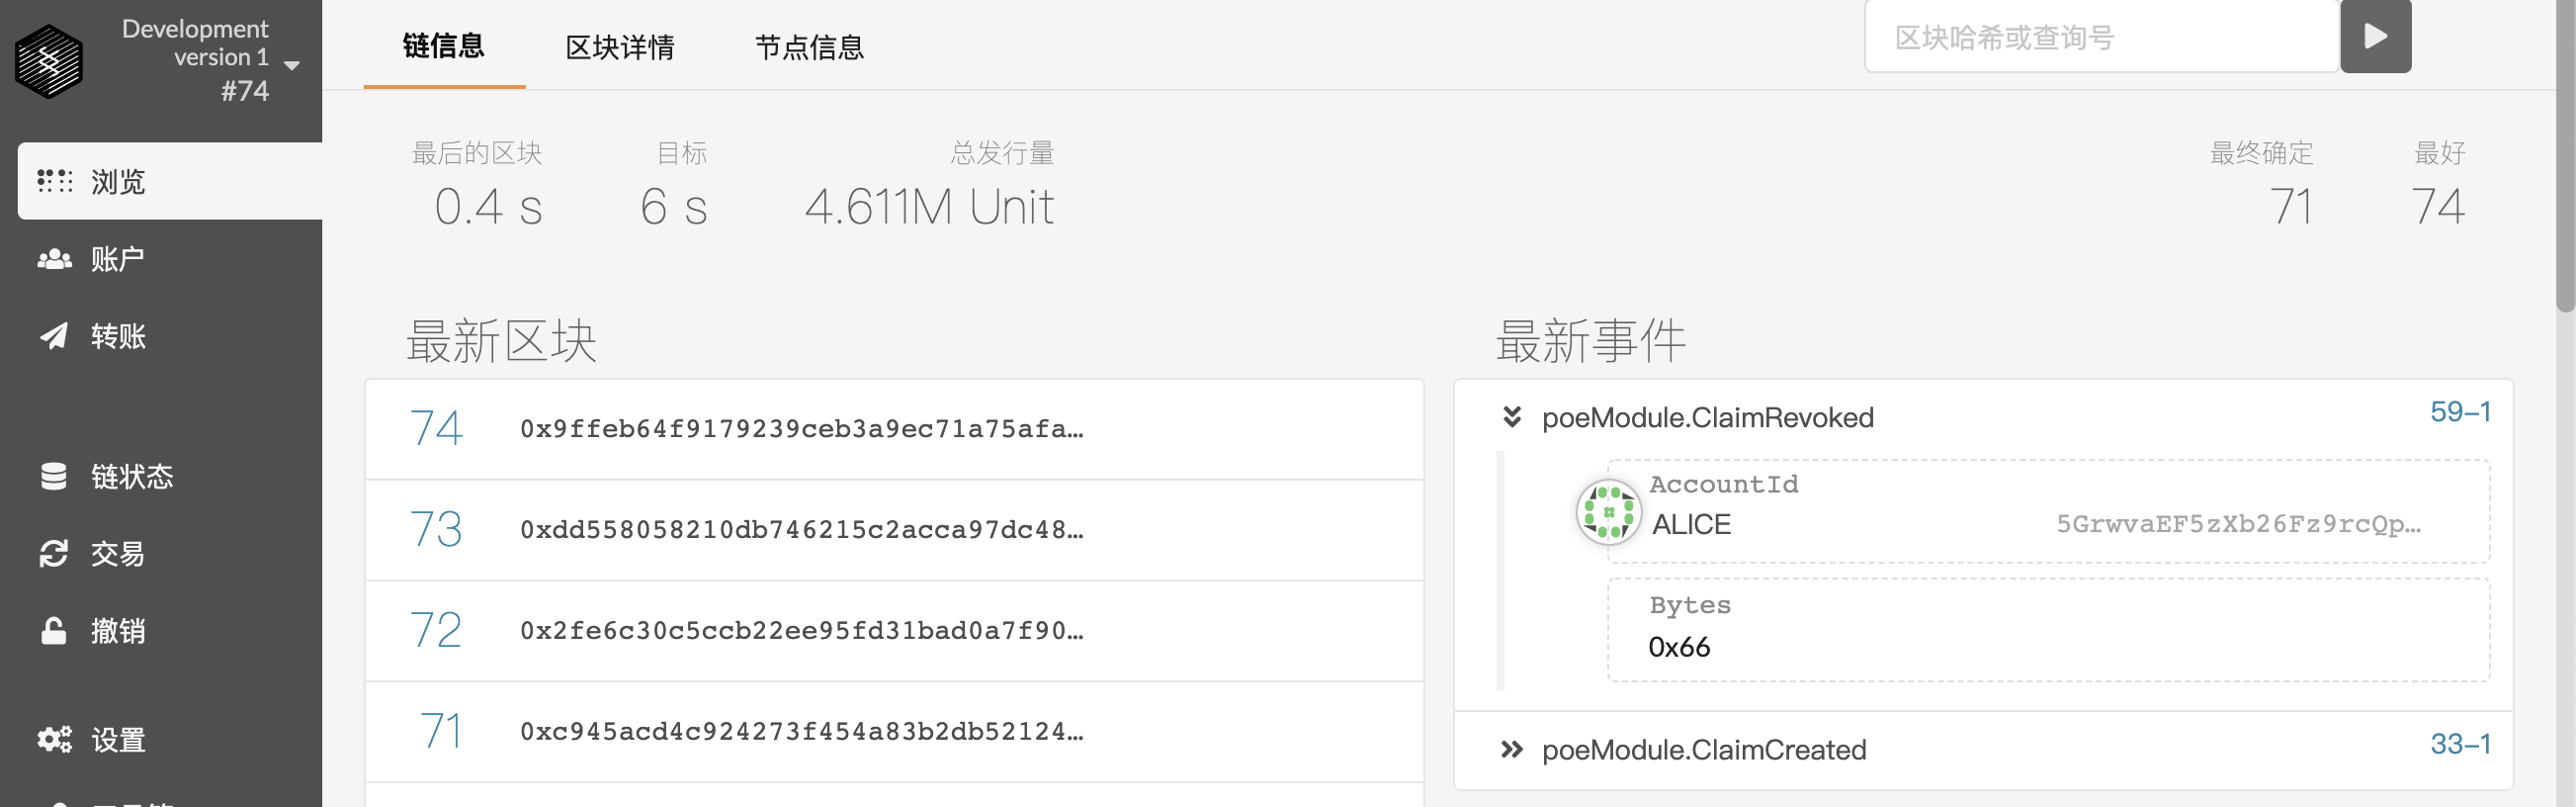 Development
version 1
#74
浏览
账户
转账
链状态
交易
撤销
设置
链信息
区块详情
节点信息
区块哈希或查询号
最后的区块
0.4 s
目标
6 s
总发行量
4.611M Unit
最终确定
71
最好
74
最新区块
74 0x9ffeb64f9179239ceb3a9ec71a75afa…
73 0xdd558058210db746215c2acca97dc48…
72 0x2fe6c30c5ccb22ee95fd31bad0a7f90…
71 0xc945acd4c924273f454a83b2db52124…
最新事件
poeModule.ClaimRevoked 59-1
AccountId
ALICE 5GrwvaEF5zXb26Fz9rcQp…
Bytes
0x66
poeModule.ClaimCreated 33-1